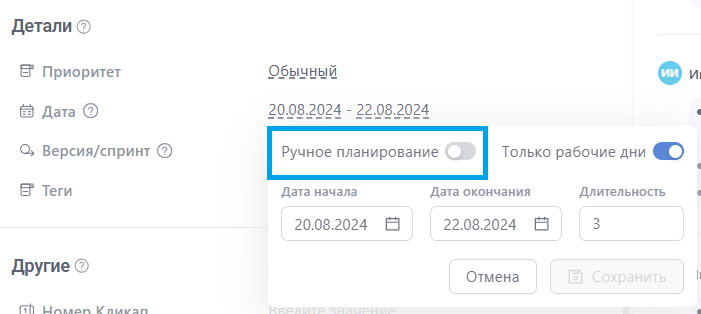 Детали
Приоритет
Обычный
ИИ
Дата
20.08.2024 - 22.08.2024
Версия/спринт
Ручное планирование
Только рабочие дни
Теги
Дата начала
Дата окончания
Длительность
20.08.2024
22.08.2024
3
Другие
Отмена
Сохранить
Номер Кликап
Введите значение